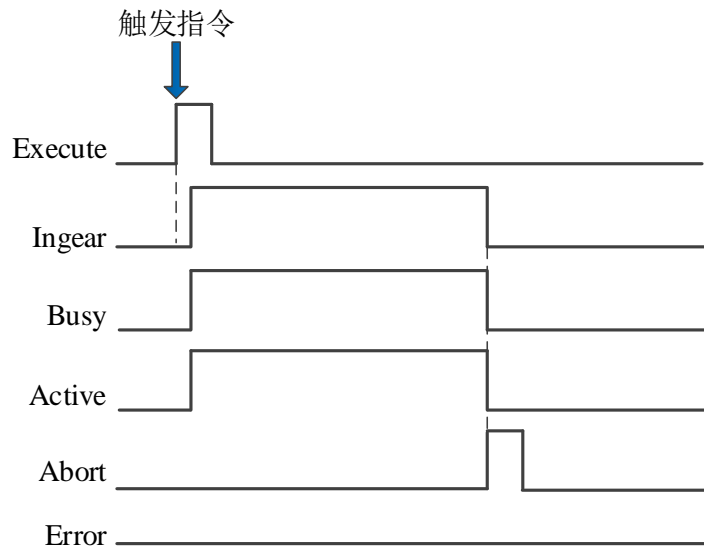 触发指令
Execute
Ingear
Busy
Active
Abort
Error